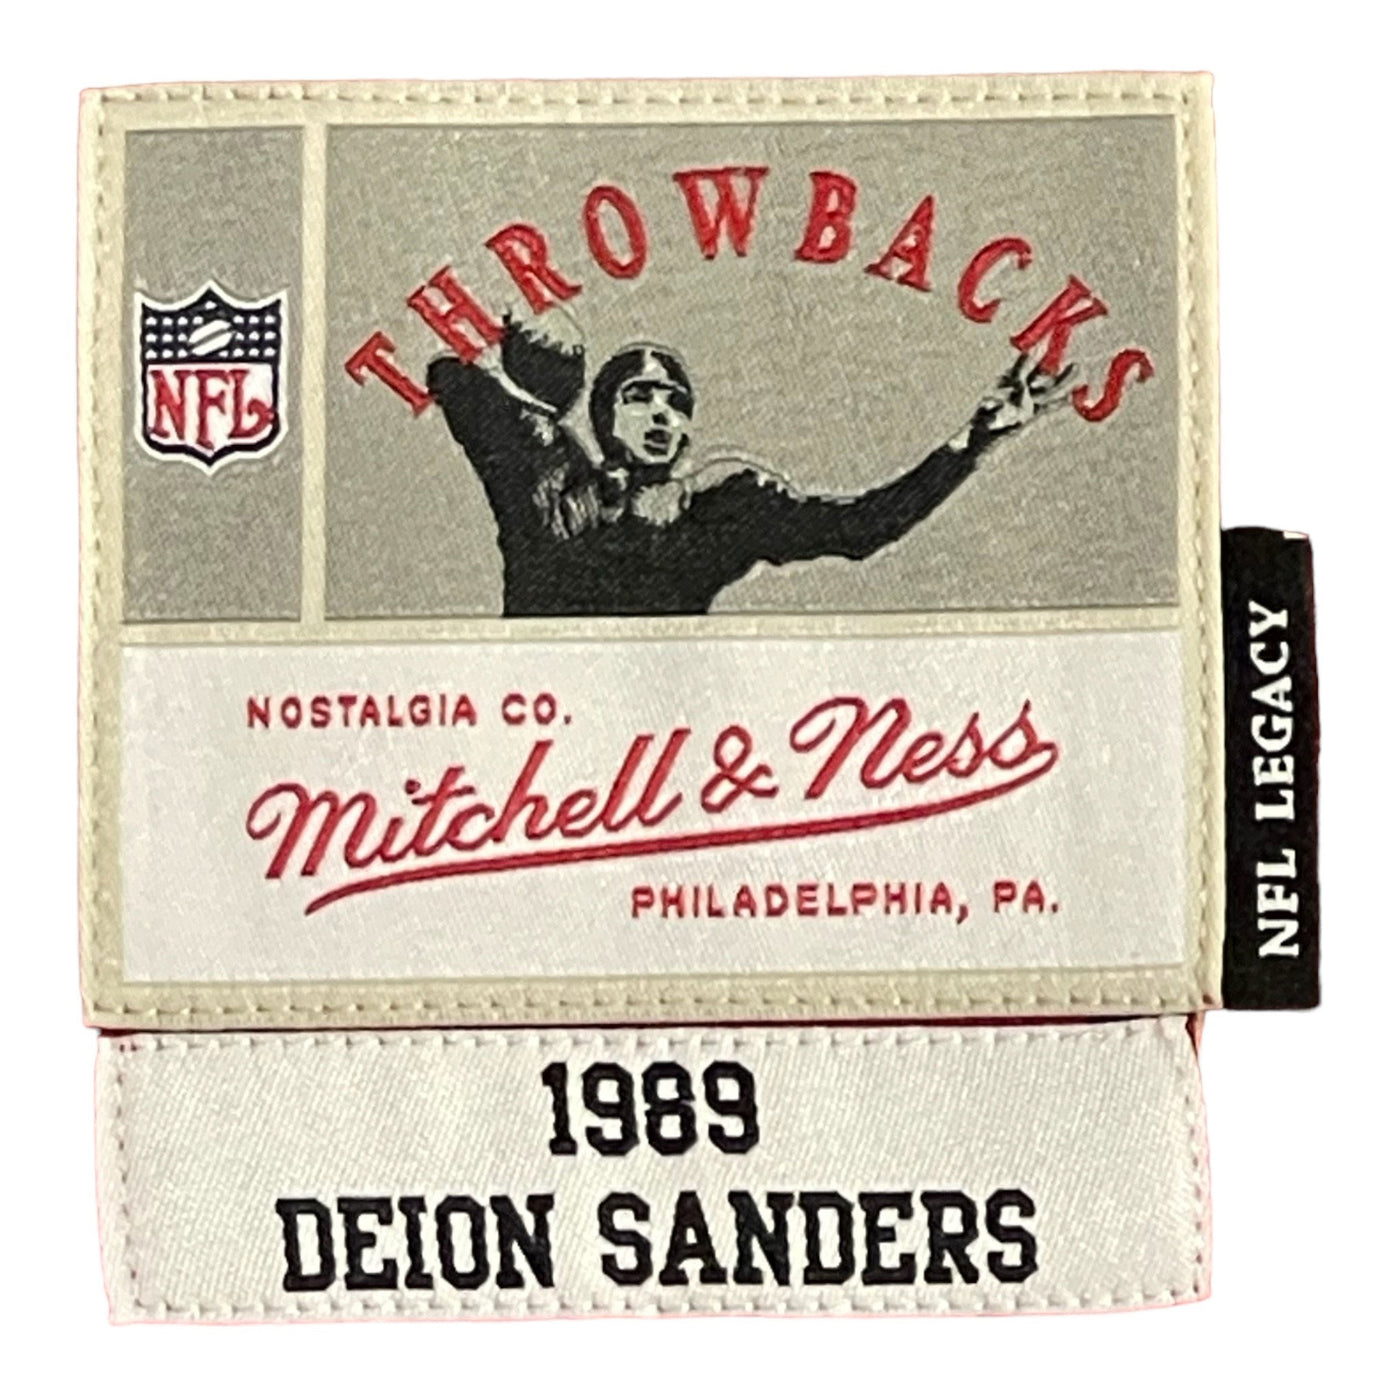 THROWBACKS
NFL
NOSTALGIA CO.
Mitchell & Ness
PHILADELPHIA, PA.
NFL LEGACY
1989
DEION SANDERS